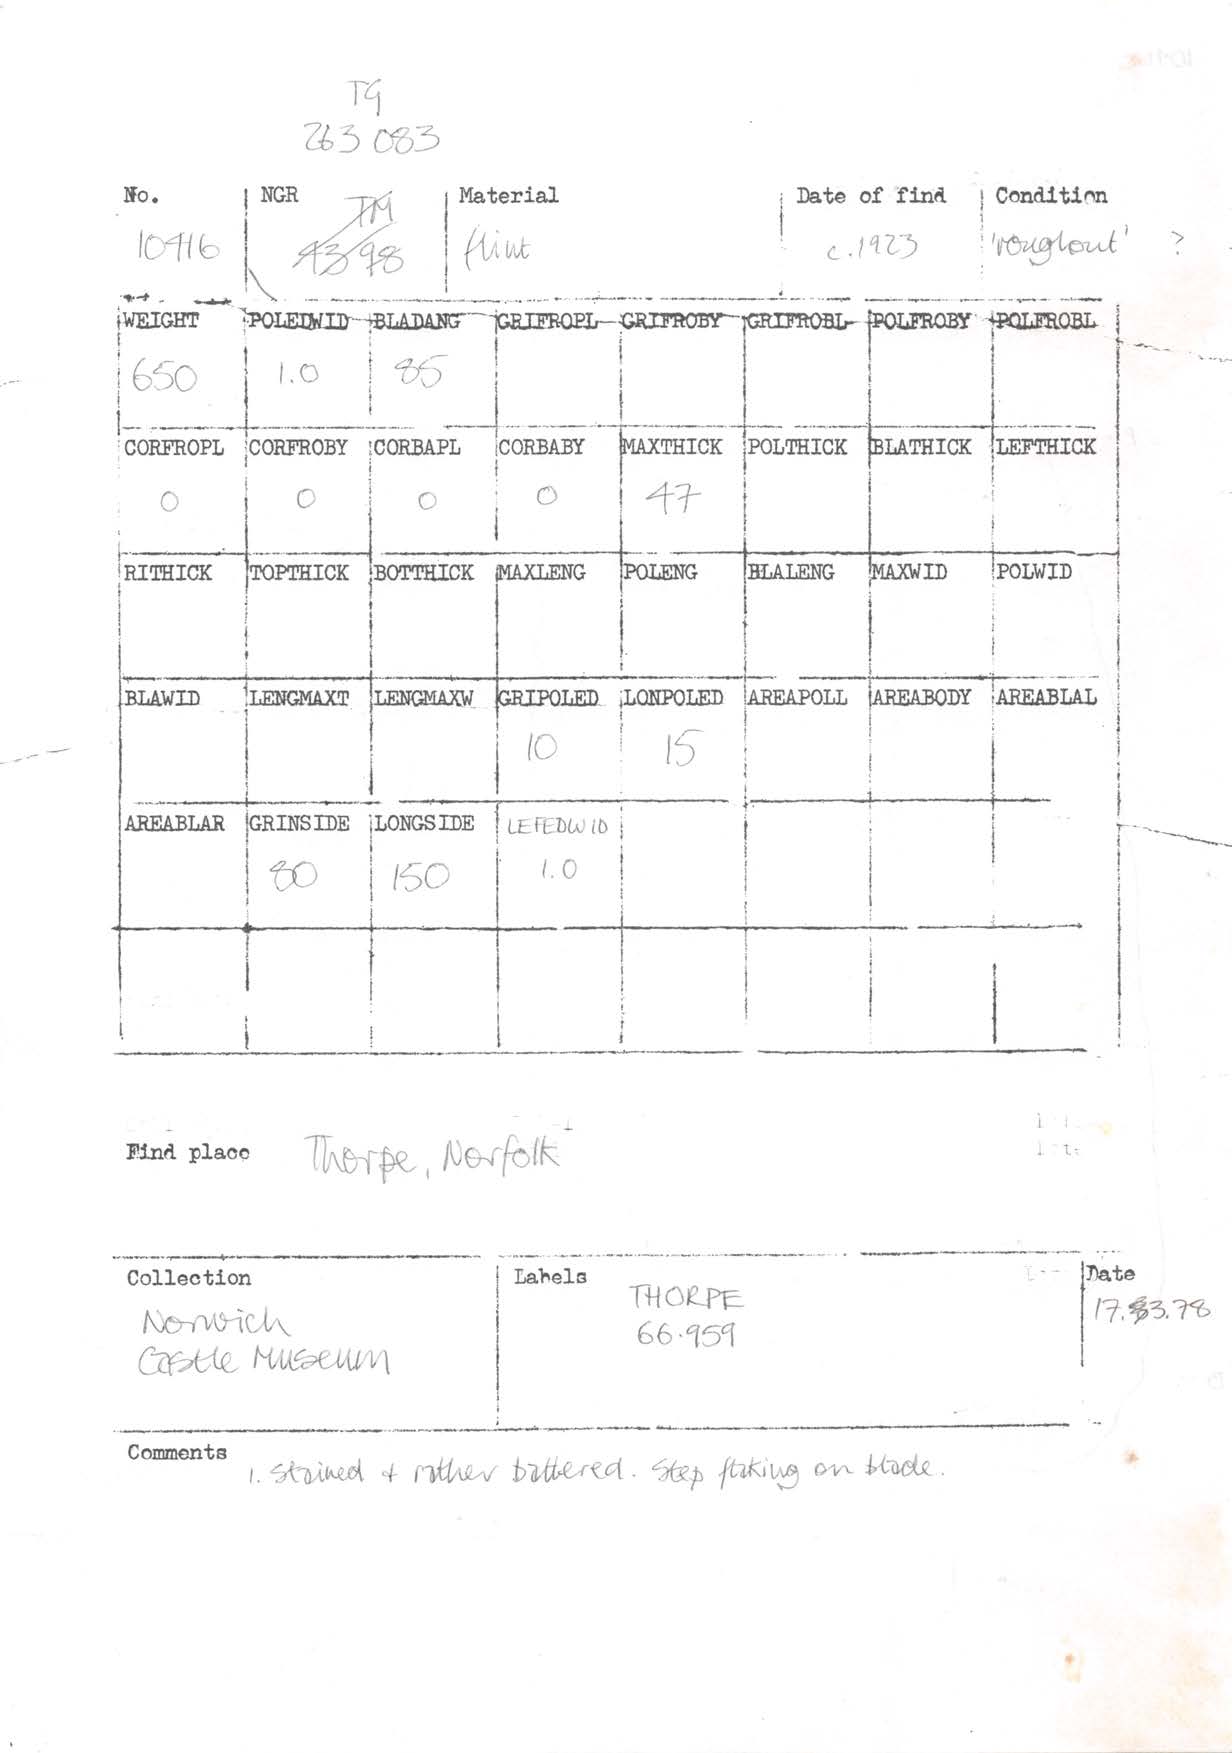 TG
263 083
No. NGR Material Date of find Condition
10416 TM 43/98 flint c.1923 'roughout' ?
WEIGHT POLEDWID BLADANG GRIFROPL GRIFROBY GRIFROBL POLFROBY POLFROBL
650 1.0 85
CORFROPL CORFROBY CORBAPL CORBABY MAXTHICK POLTHICK BLATHICK LEFTHICK
0 0 0 0 47
RITHICK TOPTHICK BOTTHICK MAXLENG POLENG BLALENG MAXWID POLWID
BLAWID LENGMAXT LENGMAXW GRIPOLED LONPOLED AREAPOLL AREABODY AREABLAL
10 15
AREABLAR GRINSIDE LONGSIDE LEFEDWID
80 150 1.0
Find place Thorpe, Norfolk
Collection Labels Date
Norwich THORPE 17.3.78
Castle Museum 66.959
Comments
1. Stained + rather battered. Step flaking on blade.